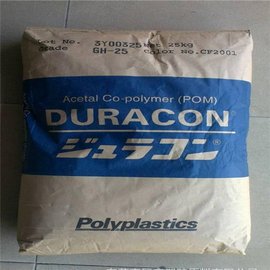 Lot No. 3Y00325 Net 25Kg
Grade GH-25 Color No. CF2001
Acetal Co-polymer (POM)
DURACON
ジュラコン®
Polyplastics